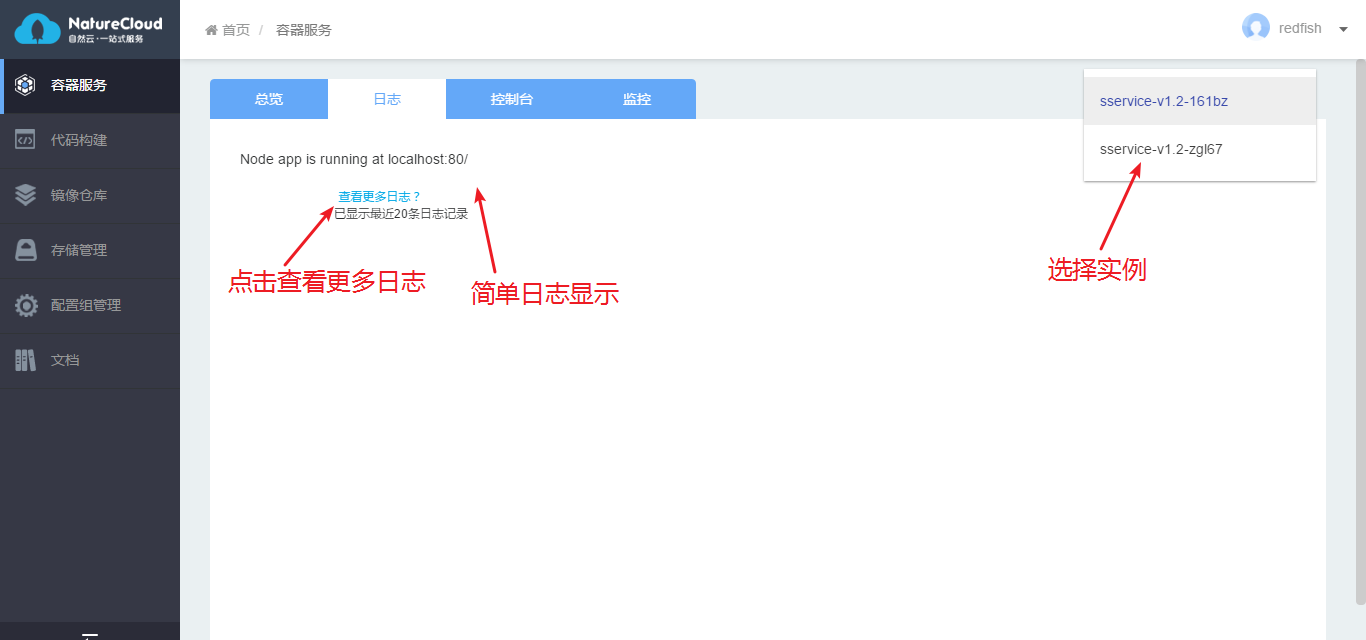 NatureCloud
自然云·一站式服务
首页 / 容器服务
redfish
容器服务
代码构建
镜像仓库
存储管理
配置组管理
文档
总览
日志
控制台
监控
sservice-v1.2-161bz
sservice-v1.2-zgl67
Node app is running at localhost:80/
查看更多日志？
已显示最近20条日志记录
点击查看更多日志
简单日志显示
选择实例